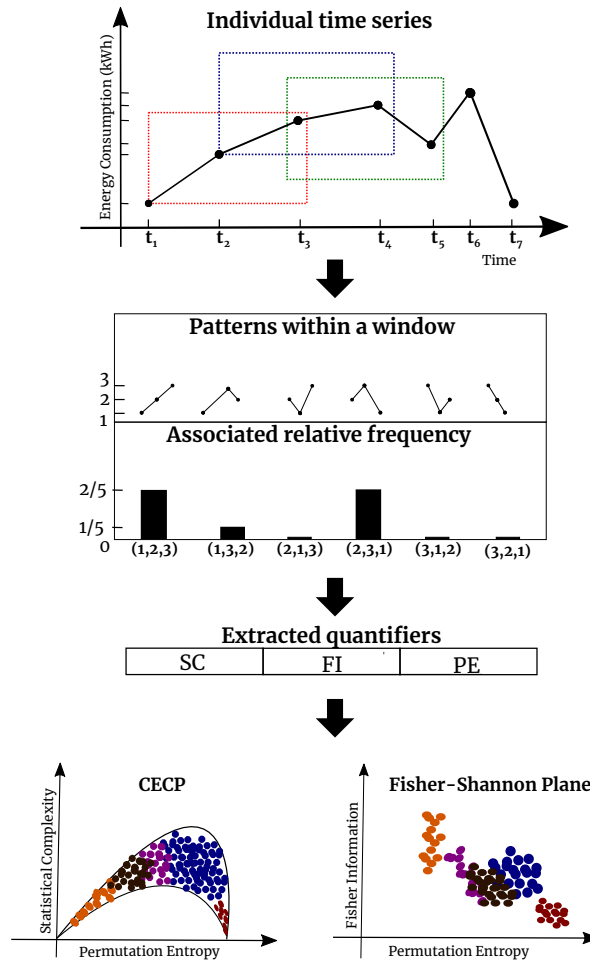 Individual time series
Energy Consumption (kWh)
t₁ t₂ t₃ t₄ t₅ t₆ t₇
Time
Patterns within a window
3
2
1
Associated relative frequency
2/5
1/5
0
(1,2,3) (1,3,2) (2,1,3) (2,3,1) (3,1,2) (3,2,1)
Extracted quantifiers
SC FI PE
CECP
Statistical Complexity
Permutation Entropy
Fisher-Shannon Plane
Fisher Information
Permutation Entropy